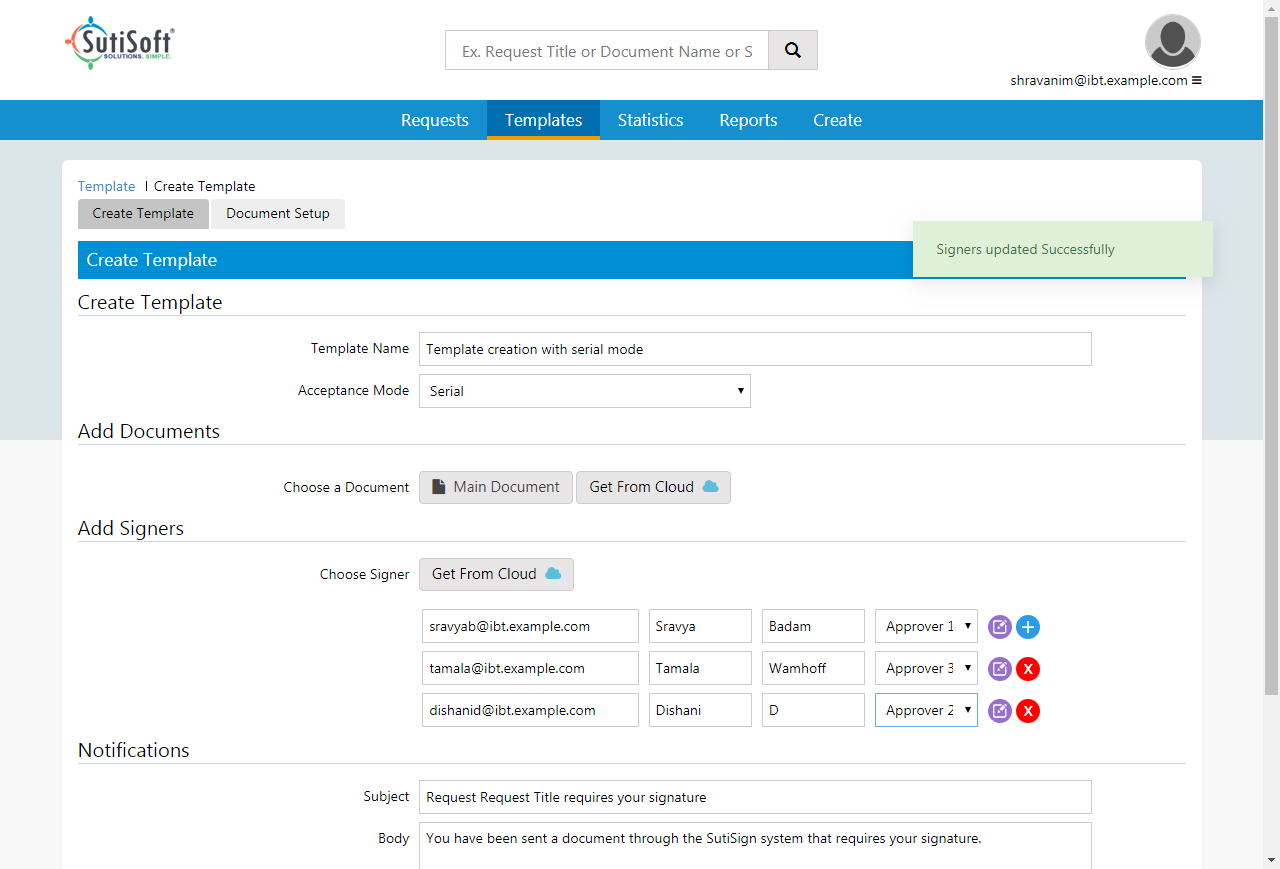 SutiSoft®
SOLUTIONS. SIMPLE.
Ex. Request Title or Document Name or S
shravanim@ibt.example.com
Requests Templates Statistics Reports Create
Template | Create Template
Create Template Document Setup
Signers updated Successfully
Create Template
Create Template
Template Name Template creation with serial mode
Acceptance Mode Serial
Add Documents
Choose a Document Main Document Get From Cloud
Add Signers
Choose Signer Get From Cloud
sravyab@ibt.example.com Sravya Badam Approver 1
tamala@ibt.example.com Tamala Wamhoff Approver 3 X
dishanid@ibt.example.com Dishani D Approver 2 X
Notifications
Subject Request Request Title requires your signature
Body You have been sent a document through the SutiSign system that requires your signature.